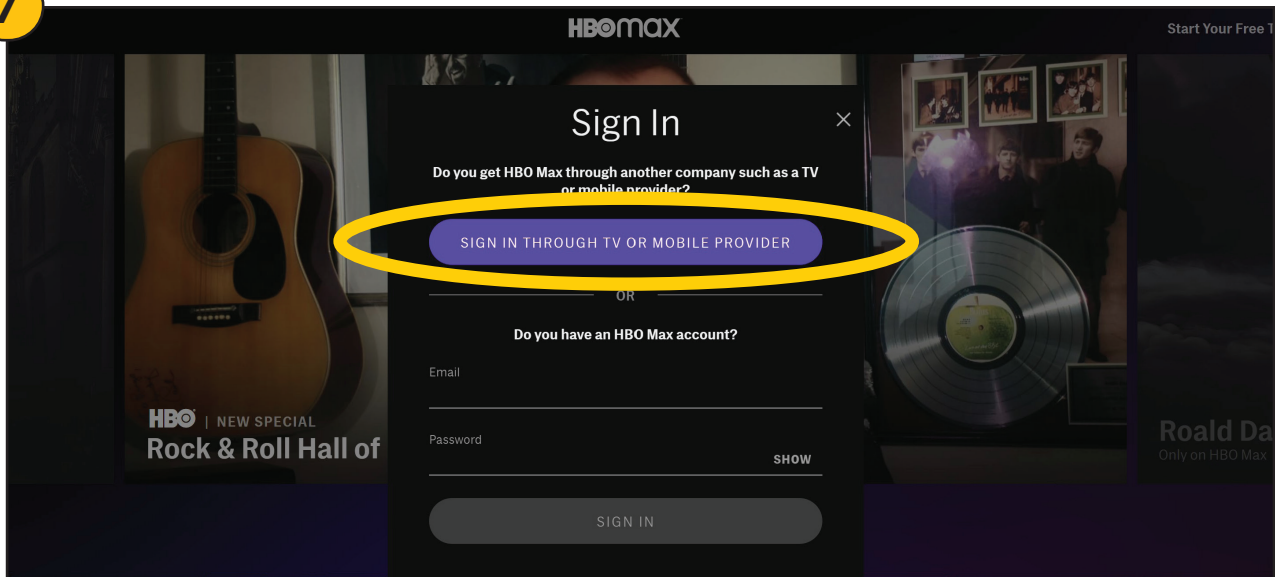 HBOmax
Start Your Free
Sign In
Do you get HBO Max through another company such as a TV
or mobile provider?
SIGN IN THROUGH TV OR MOBILE PROVIDER
OR
Do you have an HBO Max account?
Email
HBO | NEW SPECIAL
Rock & Roll Hall of
Password
SHOW
Roald Da
Only on HBO Max
SIGN IN